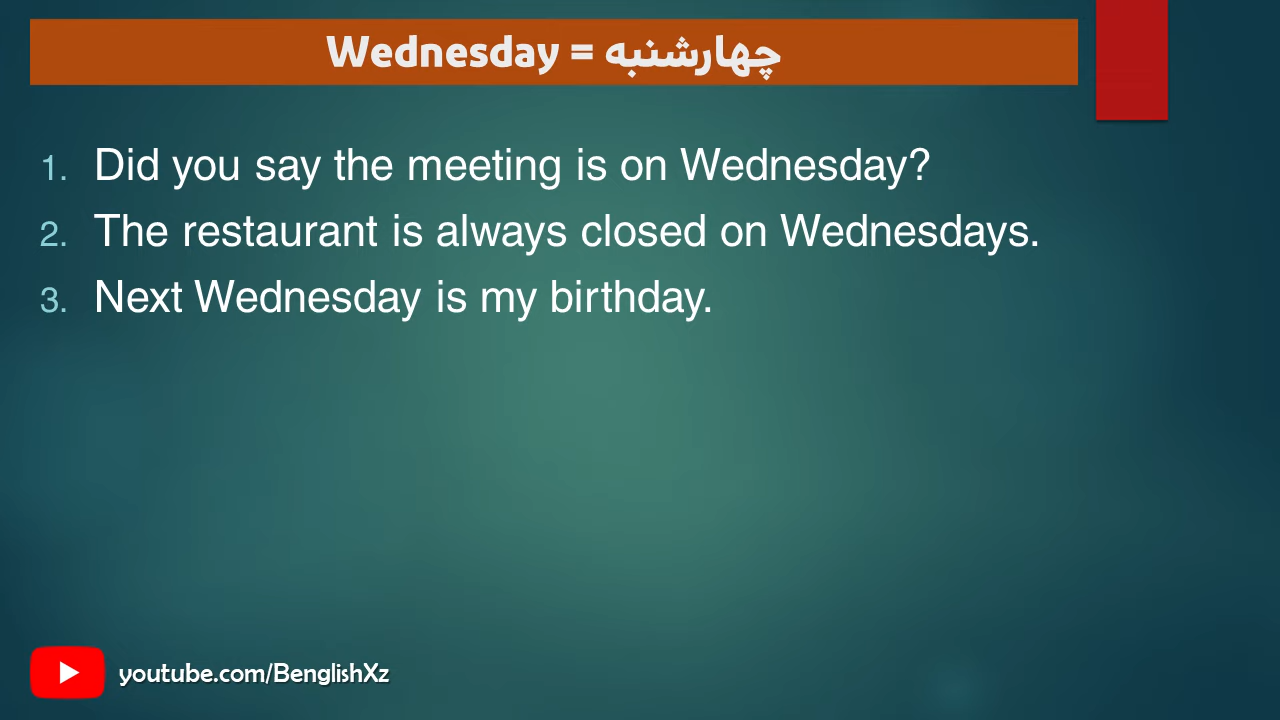 Wednesday = چهارشنبه
1. Did you say the meeting is on Wednesday?
2. The restaurant is always closed on Wednesdays.
3. Next Wednesday is my birthday.
youtube.com/BenglishXz